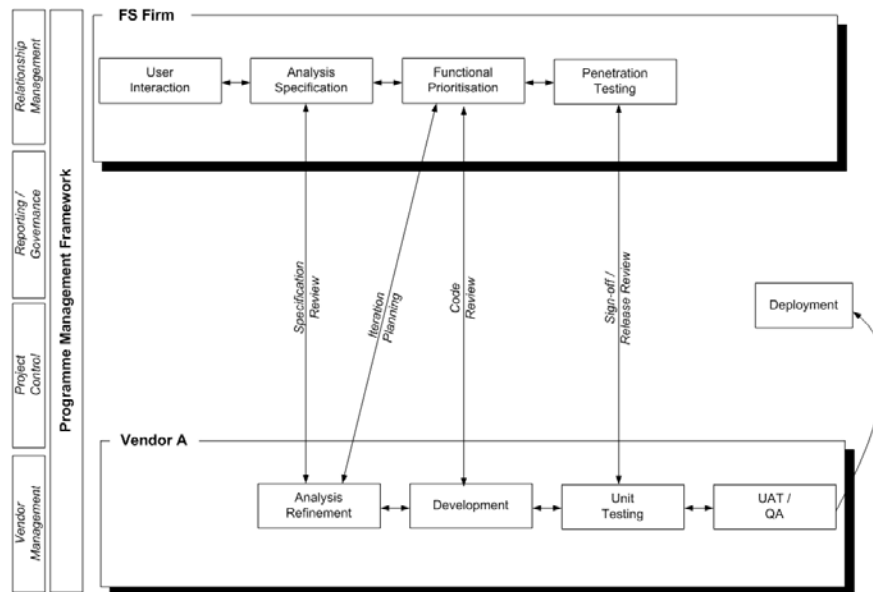 FS Firm
Relationship
Management
User
Interaction
Analysis
Specification
Functional
Prioritisation
Penetration
Testing
Reporting /
Governance
Programme Management Framework
Specification
Review
Iteration
Planning
Code
Review
Sign-off /
Release Review
Deployment
Project
Control
Vendor A
Vendor
Management
Analysis
Refinement
Development
Unit
Testing
UAT /
QA